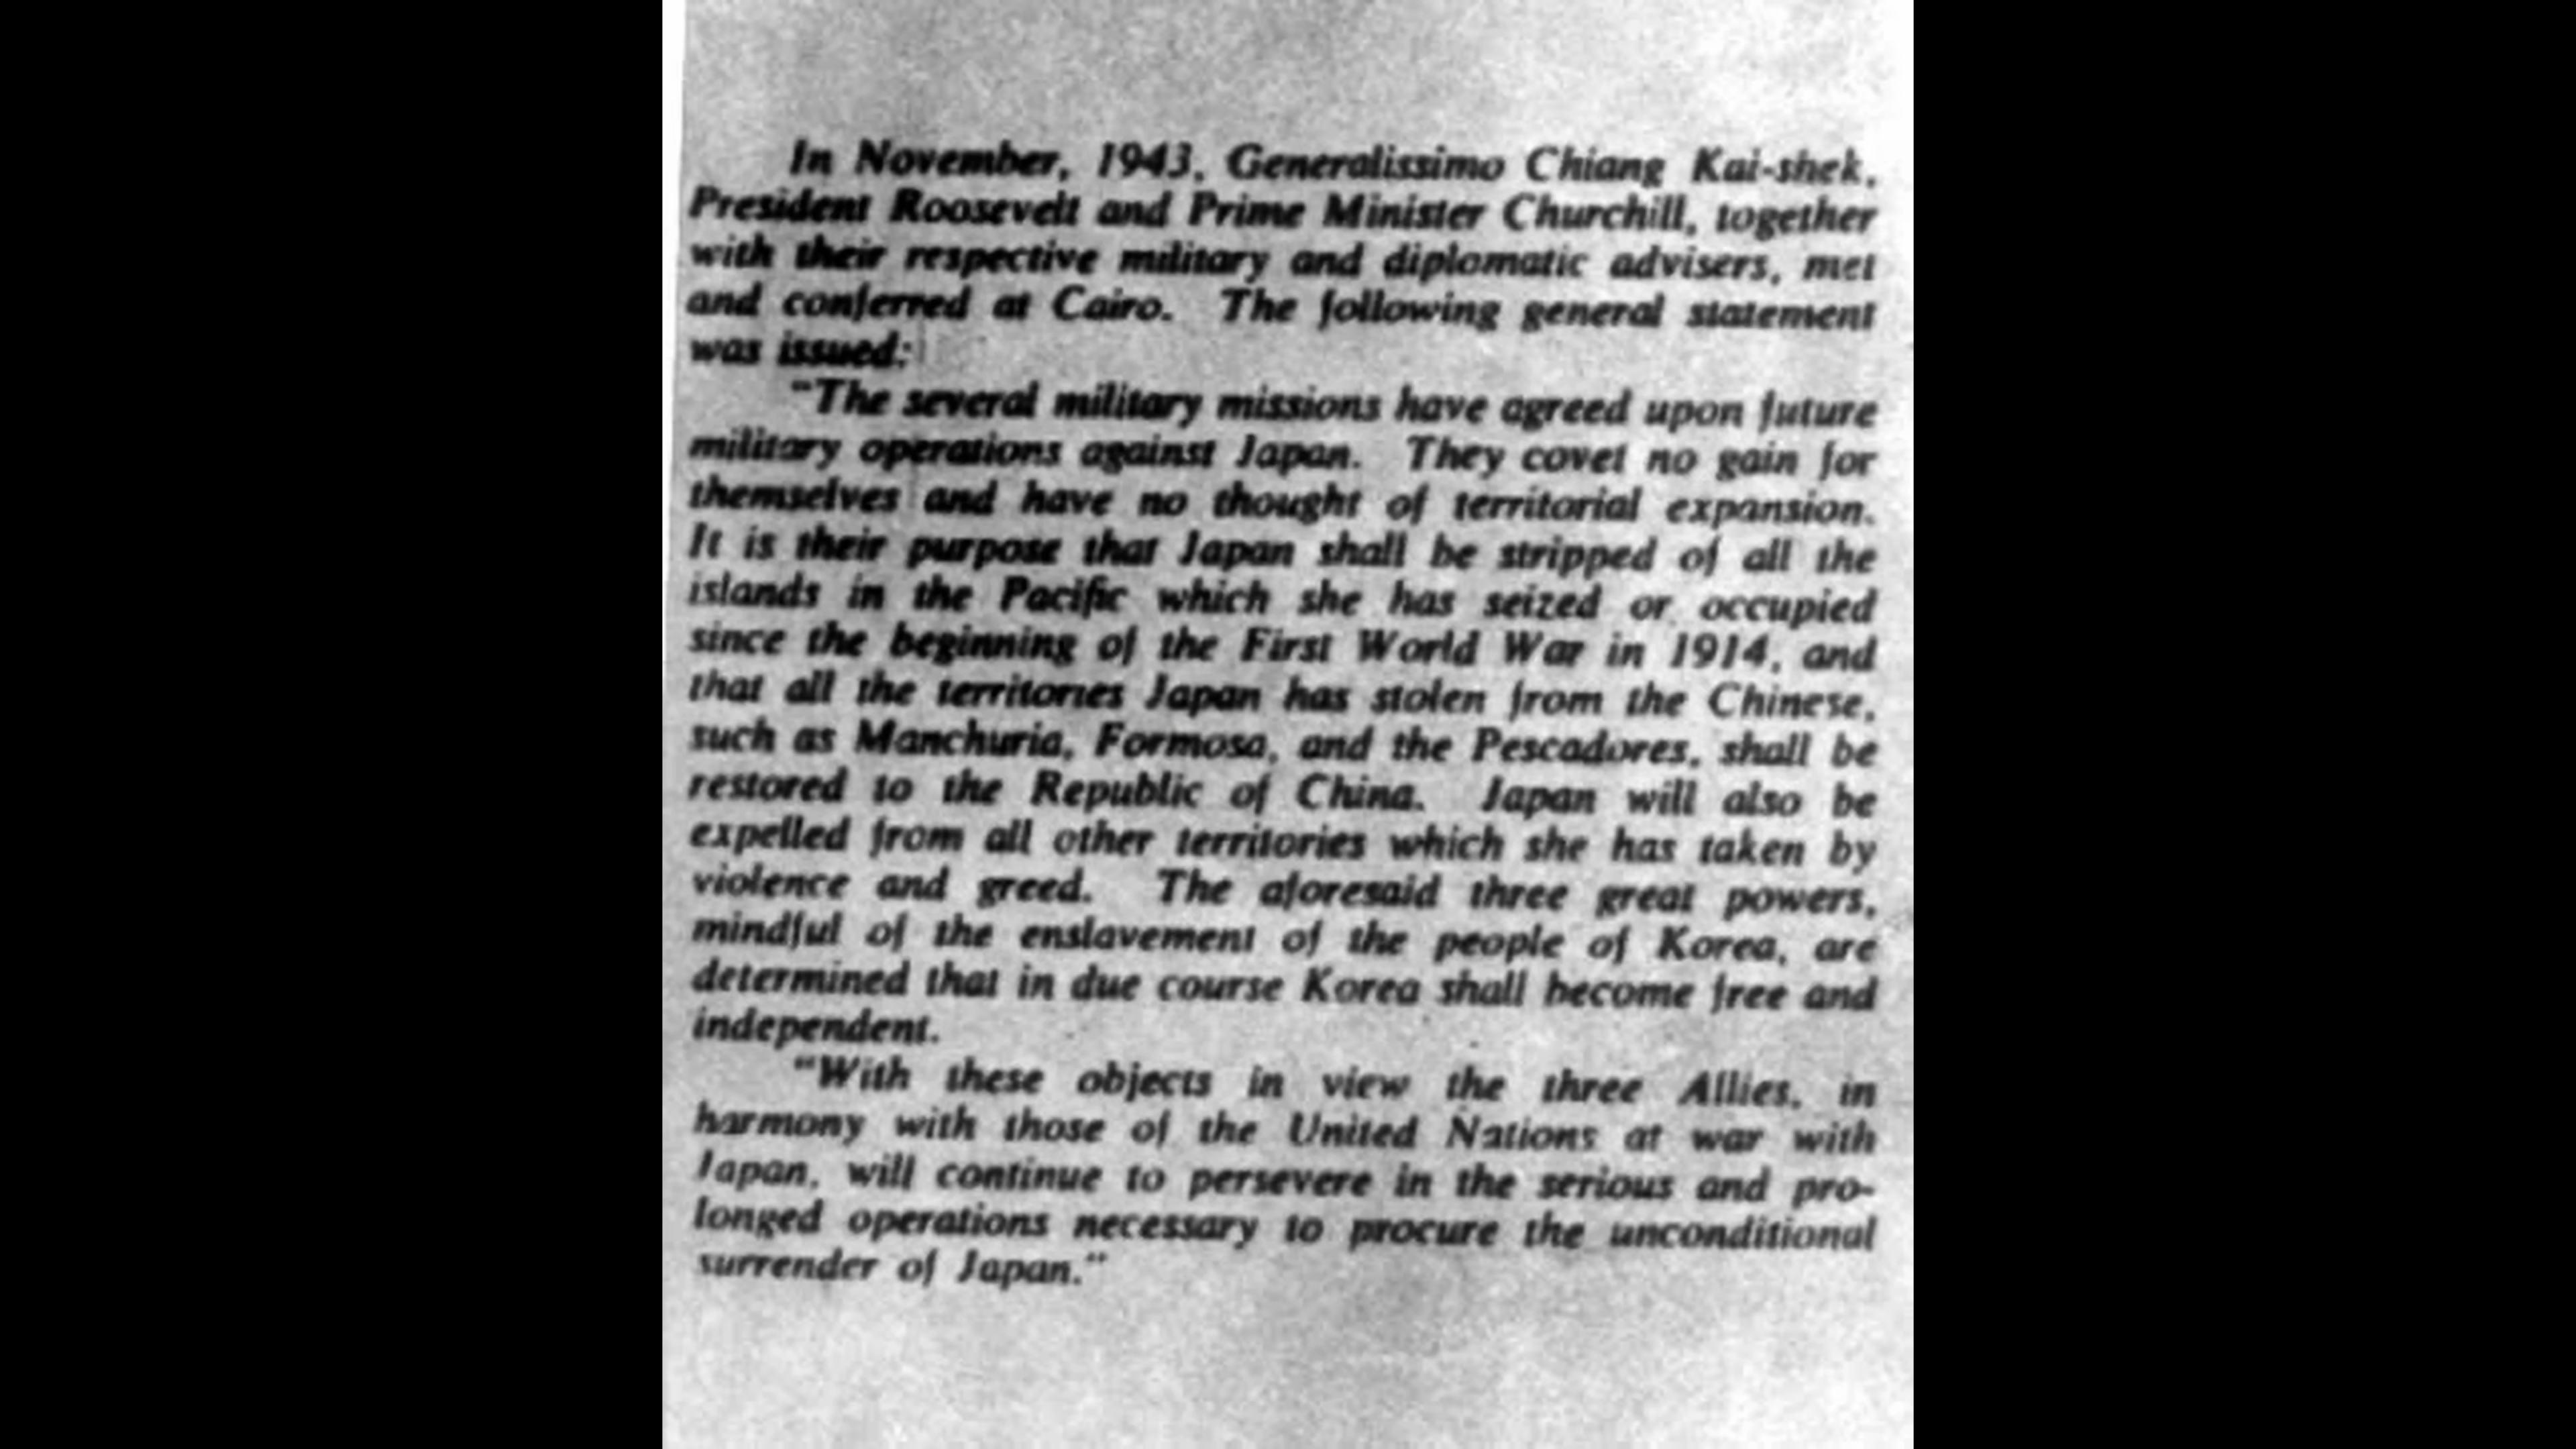 In November, 1943, Generalissimo Chiang Kai-shek,
President Roosevelt and Prime Minister Churchill, together
with their respective military and diplomatic advisers, met
and conferred at Cairo. The following general statement
was issued:
"The several military missions have agreed upon future
military operations against Japan. They covet no gain for
themselves and have no thought of territorial expansion.
It is their purpose that Japan shall be stripped of all the
islands in the Pacific which she has seized or occupied
since the beginning of the First World War in 1914, and
that all the territories Japan has stolen from the Chinese,
such as Manchuria, Formosa, and the Pescadores, shall be
restored to the Republic of China. Japan will also be
expelled from all other territories which she has taken by
violence and greed. The aforesaid three great powers,
mindful of the enslavement of the people of Korea, are
determined that in due course Korea shall become free and
independent.
"With these objects in view the three Allies, in
harmony with those of the United Nations at war with
Japan, will continue to persevere in the serious and pro-
longed operations necessary to procure the unconditional
surrender of Japan."